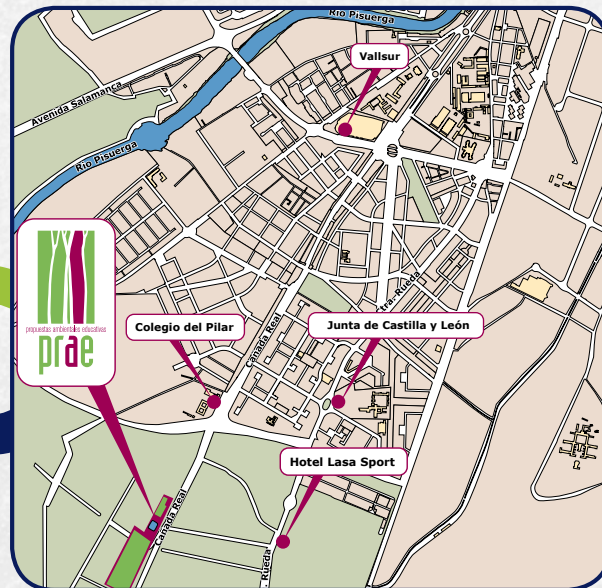 Río Pisuerga
Vallsur
Avenida Salamanca
Río Pisuerga
propuestas ambientales educativas
prae
Colegio del Pilar
Cañada Real
Ctra. Rueda
Junta de Castilla y León
Hotel Lasa Sport
Cañada Real
Rueda